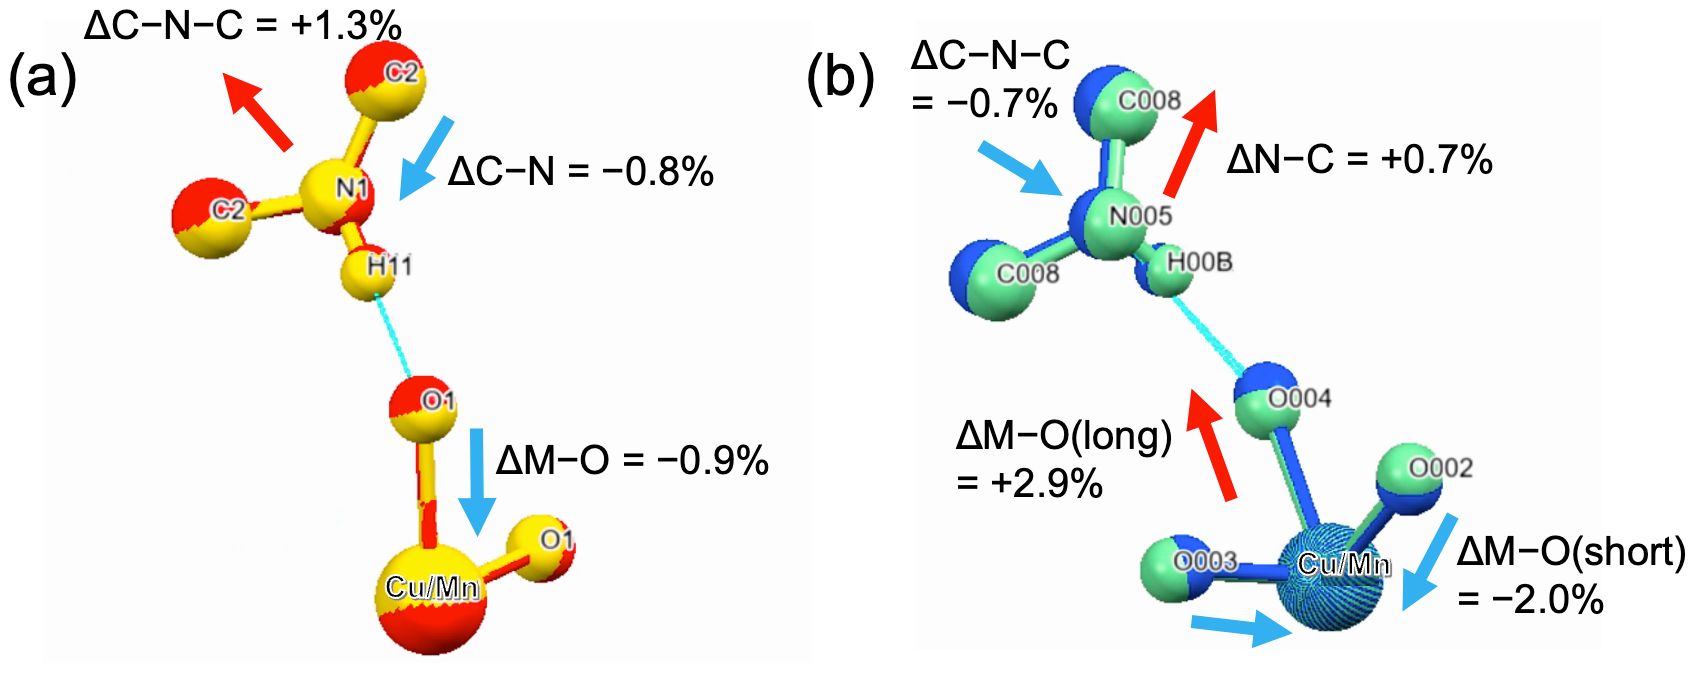 (a)
ΔC−N−C = +1.3%
C2
ΔC−N = −0.8%
N1
C2
H11
O1
ΔM−O = −0.9%
O1
Cu/Mn
(b)
ΔC−N−C
= −0.7%
C008
ΔN−C = +0.7%
N005
C008
H00B
O004
ΔM−O(long)
= +2.9%
O002
O003
Cu/Mn
ΔM−O(short)
= −2.0%